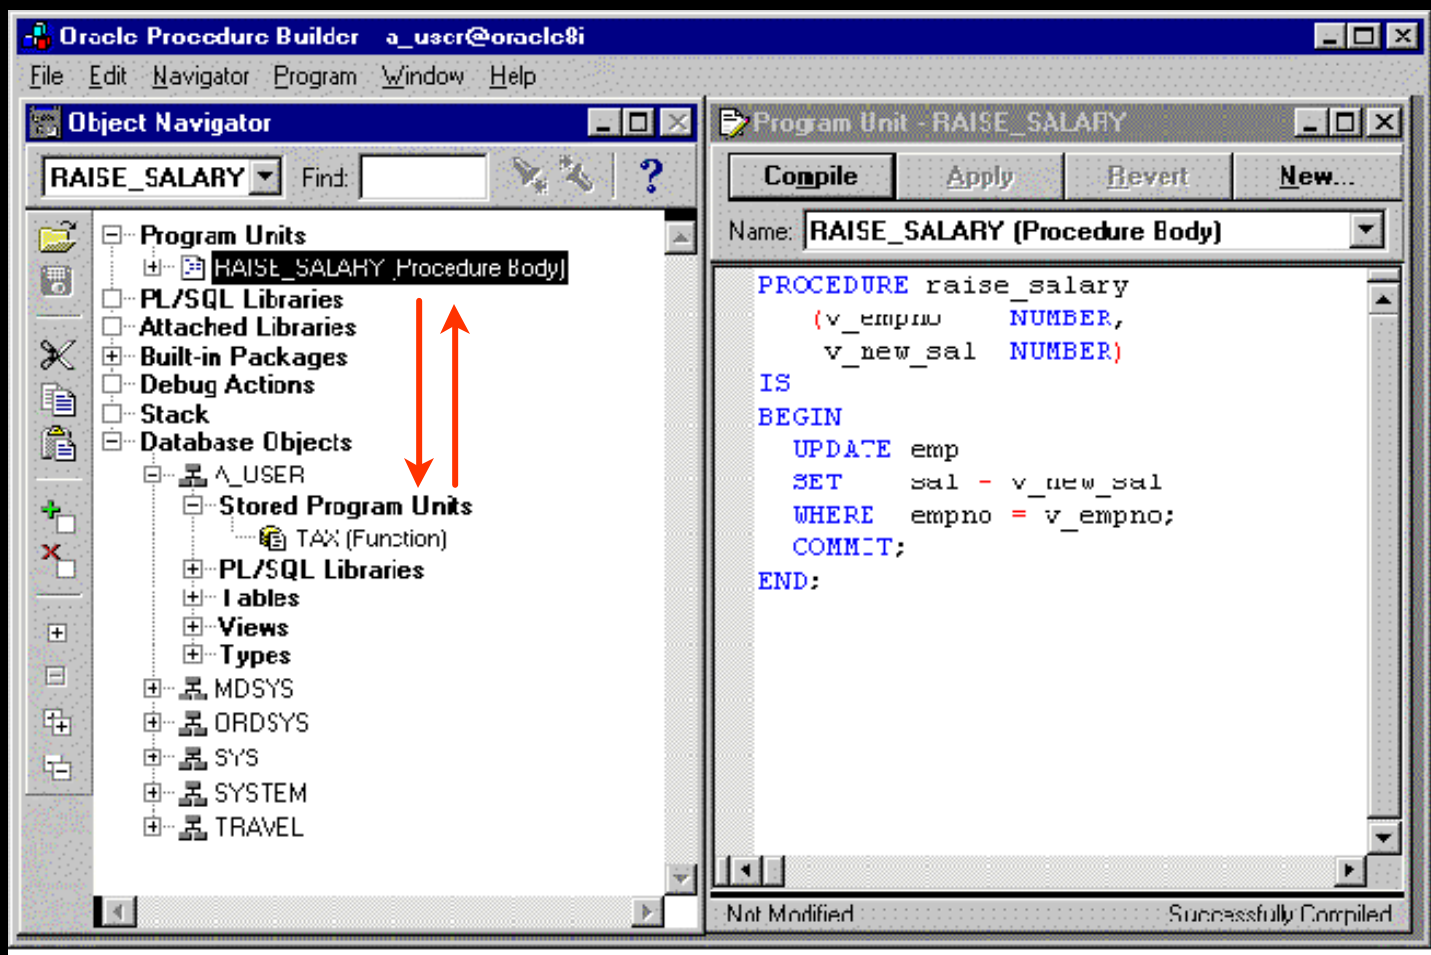 Oracle Procedure Builder a_user@oracle8i
File Edit Navigator Program Window Help
Object Navigator
RAISE_SALARY Find:
Program Units
RAISE_SALARY (Procedure Body)
PL/SQL Libraries
Attached Libraries
Built-in Packages
Debug Actions
Stack
Database Objects
A_USER
Stored Program Units
TAX (Function)
PL/SQL Libraries
Tables
Views
Types
MDSYS
ORDSYS
SYS
SYSTEM
TRAVEL
Program Unit - RAISE_SALARY
Compile Apply Revert New...
Name: RAISE_SALARY (Procedure Body)
PROCEDURE raise_salary
(v_empno NUMBER,
v_new_sal NUMBER)
IS
BEGIN
UPDATE emp
SET sal = v_new_sal
WHERE empno = v_empno;
COMMIT;
END;
Not Modified Successfully Compiled